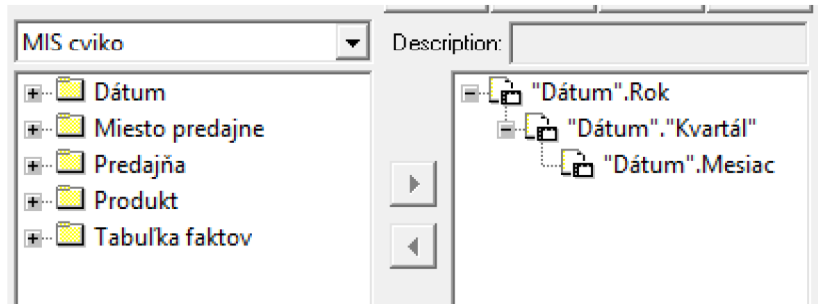 MIS cviko
Description:
Dátum
Miesto predajne
Predajňa
Produkt
Tabuľka faktov
"Dátum".Rok
"Dátum"."Kvartál"
"Dátum".Mesiac